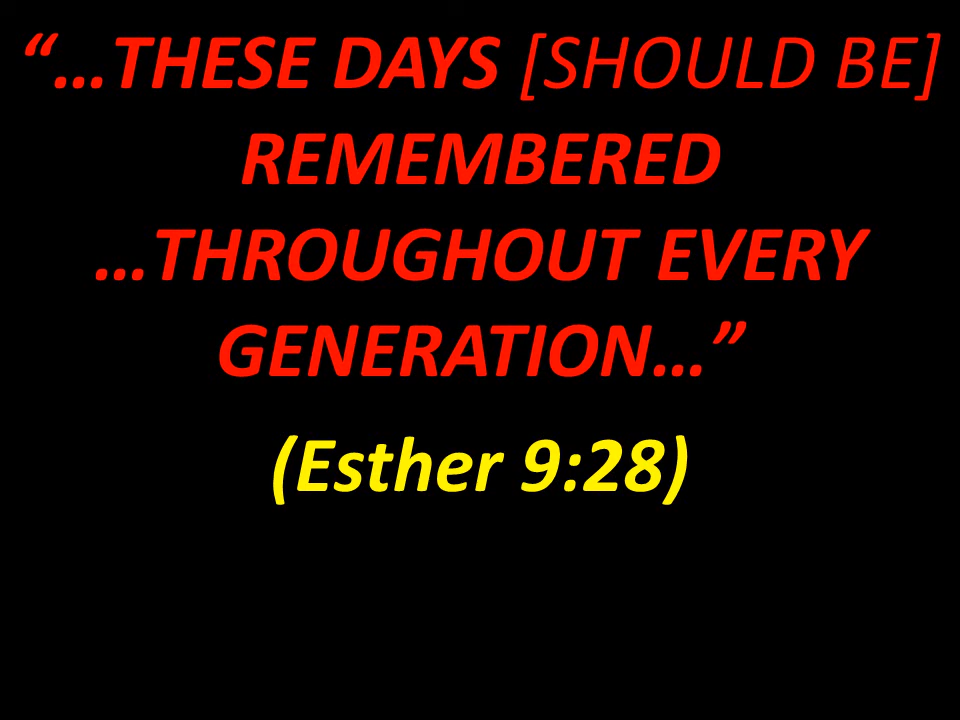 “…THESE DAYS [SHOULD BE]
REMEMBERED
…THROUGHOUT EVERY
GENERATION…”
(Esther 9:28)